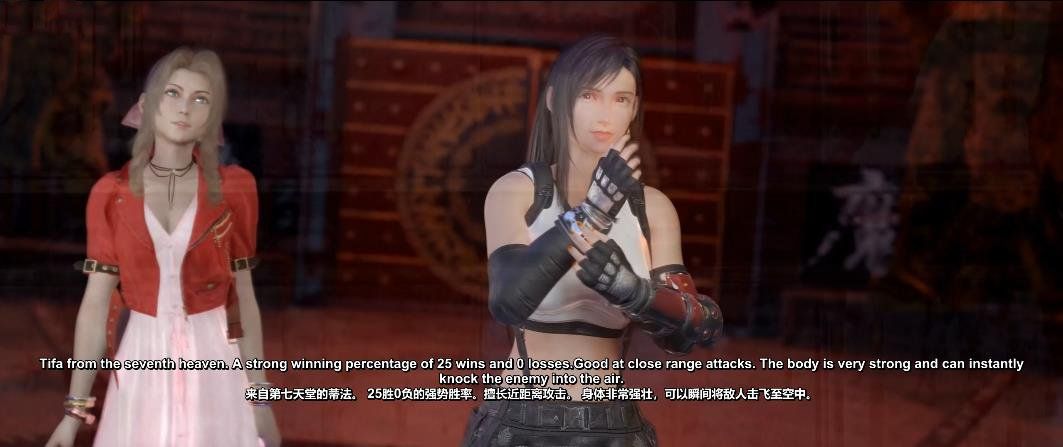 Tifa from the seventh heaven. A strong winning percentage of 25 wins and 0 losses.Good at close range attacks. The body is very strong and can instantly
knock the enemy into the air.
来自第七天堂的蒂法。 25胜0负的强势胜率。擅长近距离攻击。 身体非常强壮，可以瞬间将敌人击飞至空中。